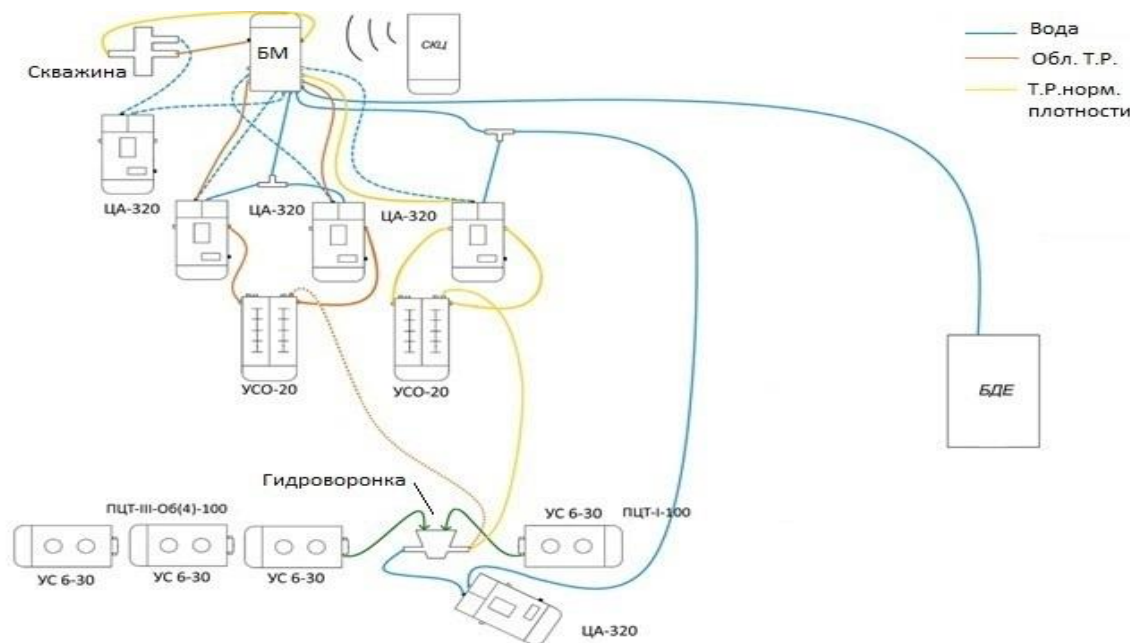 БМ
СКЦ
Скважина
Вода
Обл. Т.Р.
Т.Р.норм.
плотности
ЦА-320
ЦА-320
ЦА-320
УСО-20
УСО-20
БДЕ
Гидроворонка
ПЦТ-III-Об(4)-100
УС 6-30
ПЦТ-I-100
УС 6-30
УС 6-30
УС 6-30
ЦА-320